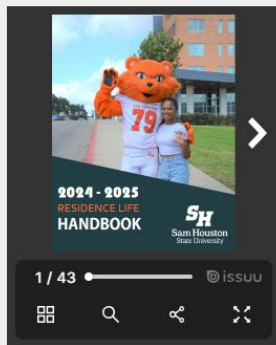 79
2024 - 2025
RESIDENCE LIFE
HANDBOOK
SH
Sam Houston
State University
1 / 43
issuu